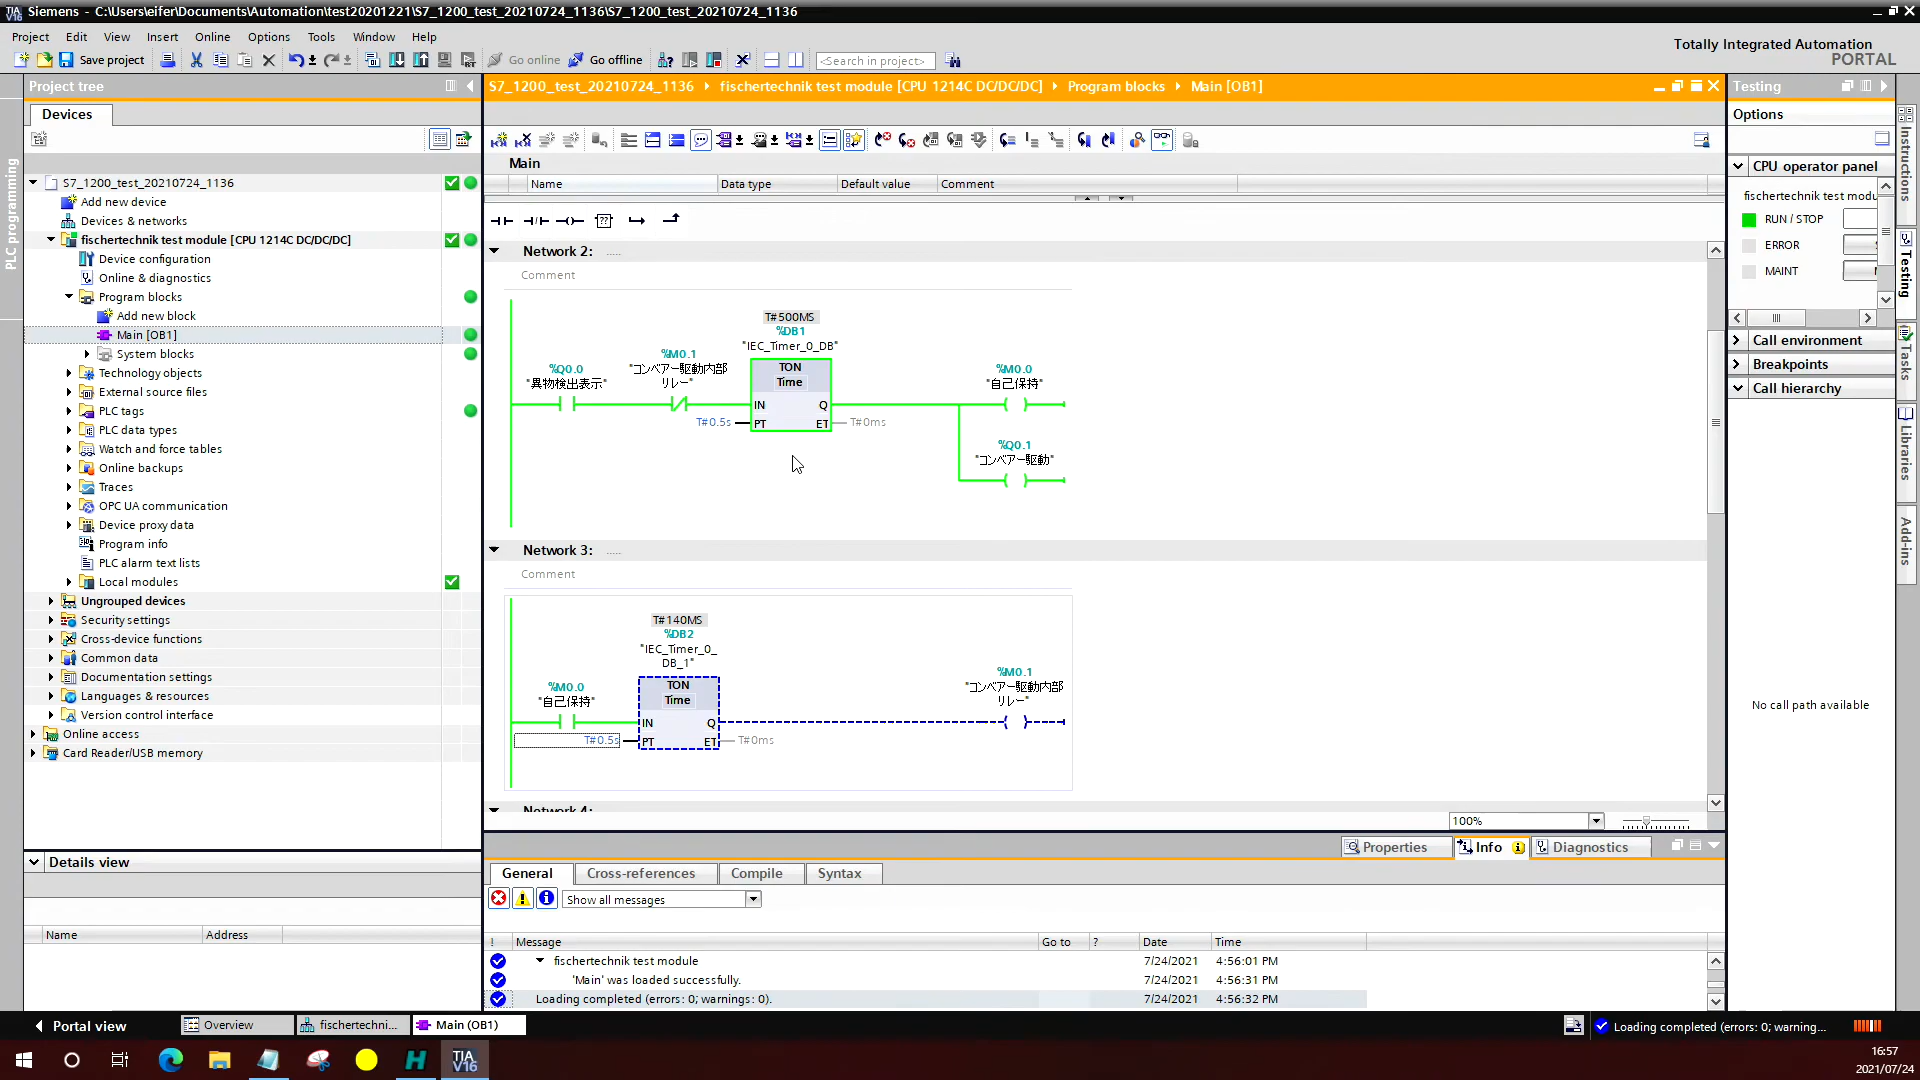 Siemens - C:\Users\eifer\Documents\Automation\test20201221\S7_1200_test_20210724_1136\S7_1200_test_20210724_1136
Project Edit View Insert Online Options Tools Window Help
Totally Integrated Automation
PORTAL
Save project
Go online
Go offline
<Search in project>
Project tree
S7_1200_test_20210724_1136 fischertechnik test module [CPU 1214C DC/DC/DC] Program blocks Main [OB1]
Testing
Devices
Options
PLC programming
S7_1200_test_20210724_1136
Add new device
Devices & networks
fischertechnik test module [CPU 1214C DC/DC/DC]
Device configuration
Online & diagnostics
Program blocks
Add new block
Main [OB1]
System blocks
Technology objects
External source files
PLC tags
PLC data types
Watch and force tables
Online backups
Traces
OPC UA communication
Device proxy data
Program info
PLC alarm text lists
Local modules
Ungrouped devices
Security settings
Cross-device functions
Common data
Documentation settings
Languages & resources
Version control interface
Online access
Card Reader/USB memory
Details view
Name Address
Main
Name Data type Default value Comment
Network 2: .....
Comment
T#500MS
%DB1
"IEC_Timer_0_DB"
%Q0.0
"異物検出表示"
%M0.1
"コンベアー駆動内部
リレー"
TON
Time
IN Q
T#0.5s PT ET T#0ms
%M0.0
"自己保持"
%Q0.1
"コンベアー駆動"
Network 3: .....
Comment
T#140MS
%DB2
"IEC_Timer_0_
DB_1"
%M0.0
"自己保持"
TON
Time
IN Q
T#0.5s PT ET T#0ms
%M0.1
"コンベアー駆動内部
リレー"
Network 4:
100%
Properties Info Diagnostics
General Cross-references Compile Syntax
Show all messages
! Message Go to ? Date Time
fischertechnik test module 7/24/2021 4:56:01 PM
'Main' was loaded successfully. 7/24/2021 4:56:31 PM
Loading completed (errors: 0; warnings: 0). 7/24/2021 4:56:32 PM
CPU operator panel
fischertechnik test modu
RUN / STOP
ERROR
MAINT
Call environment
Breakpoints
Call hierarchy
No call path available
Instructions
Testing
Tasks
Libraries
Add-ins
Portal view
Overview
fischertechni...
Main (OB1)
Loading completed (errors: 0; warning...
TIA
V16
16:57
2021/07/24